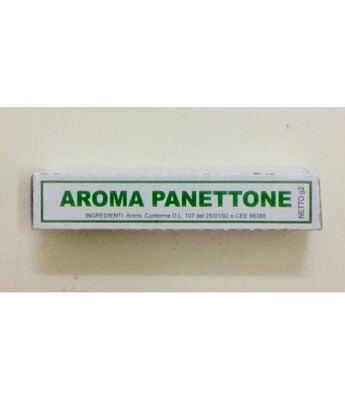 AROMA PANETTONE
INGREDIENTI: Aromi. Conforme D.L. 107 del 25/01/92 e CEE 88388
NETTO g2